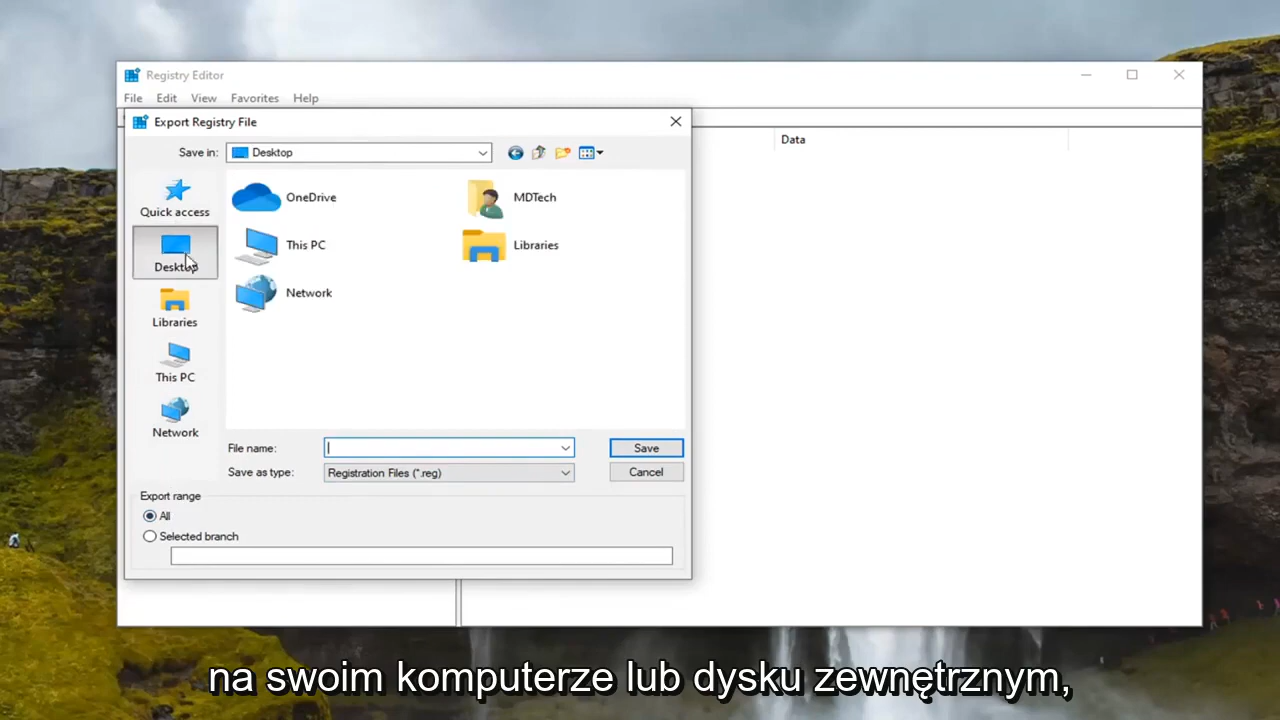 Registry Editor
File Edit View Favorites Help
Export Registry File
Data
Save in: Desktop
Quick access
Desktop
Libraries
This PC
Network
OneDrive
MDTech
This PC
Libraries
Network
File name:
Save
Save as type: Registration Files (*.reg)
Cancel
Export range
All
Selected branch
na swoim komputerze lub dysku zewnętrznym,